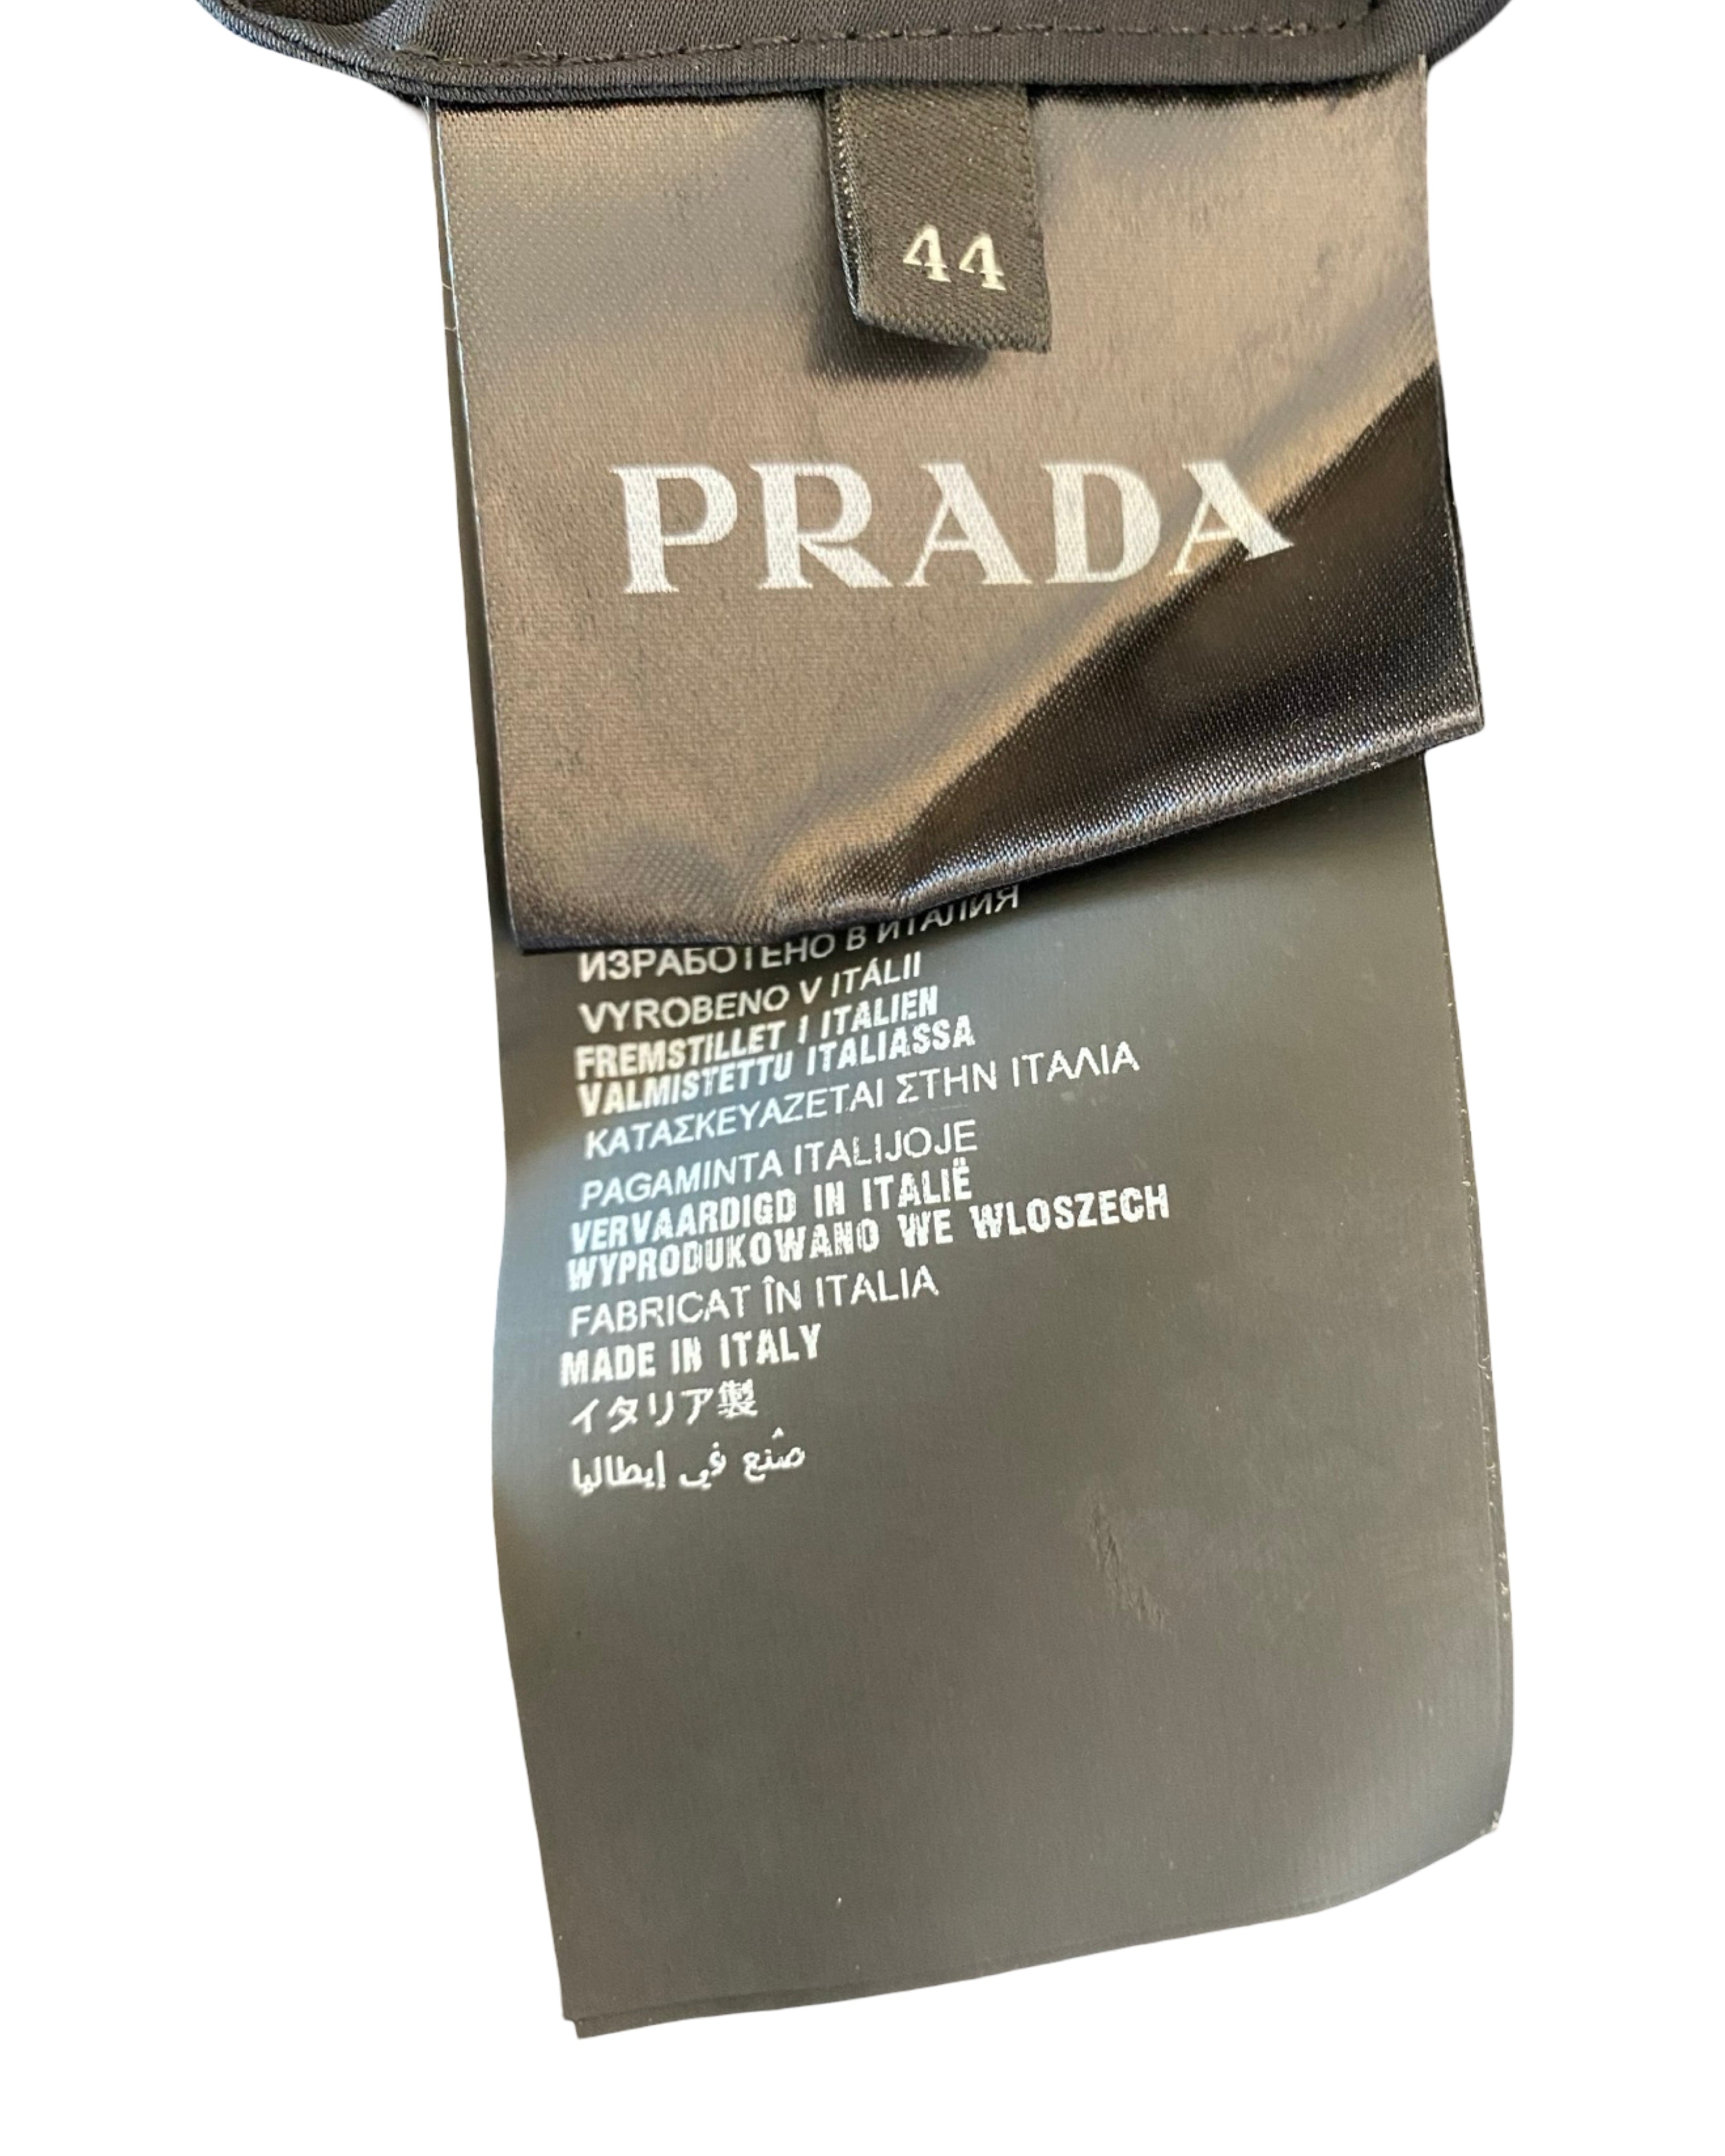 44
PRADA
ИЗРАБОТЕНО В ИТАЛИЯ
VYROBENO V ITÁLII
FREMSTILLET I ITALIEN
VALMISTETTU ITALIASSA
ΚΑΤΑΣΚΕΥΑΖΕΤΑΙ ΣΤΗΝ ΙΤΑΛΙΑ
PAGAMINTA ITALIJOJE
VERVAARDIGD IN ITALIË
WYPRODUKOWANO WE WLOSZECH
FABRICAT ÎN ITALIA
MADE IN ITALY
イタリア製
صُنع في إيطاليا